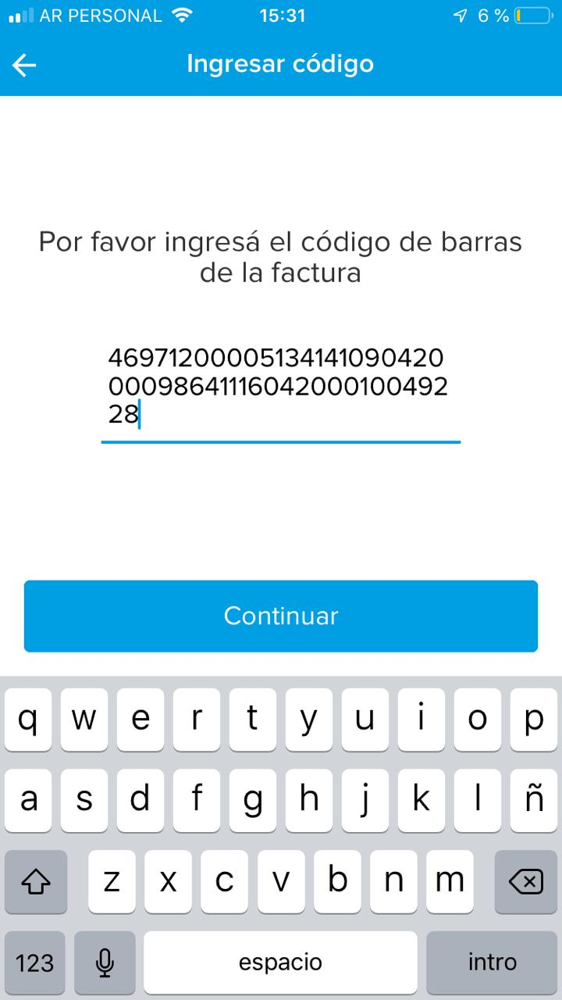 AR PERSONAL 15:31 6 %
Ingresar código
Por favor ingresá el código de barras
de la factura
46971200005134141090420
00098641116042000100492
28
Continuar
q w e r t y u i o p
a s d f g h j k l ñ
z x c v b n m
123 espacio intro